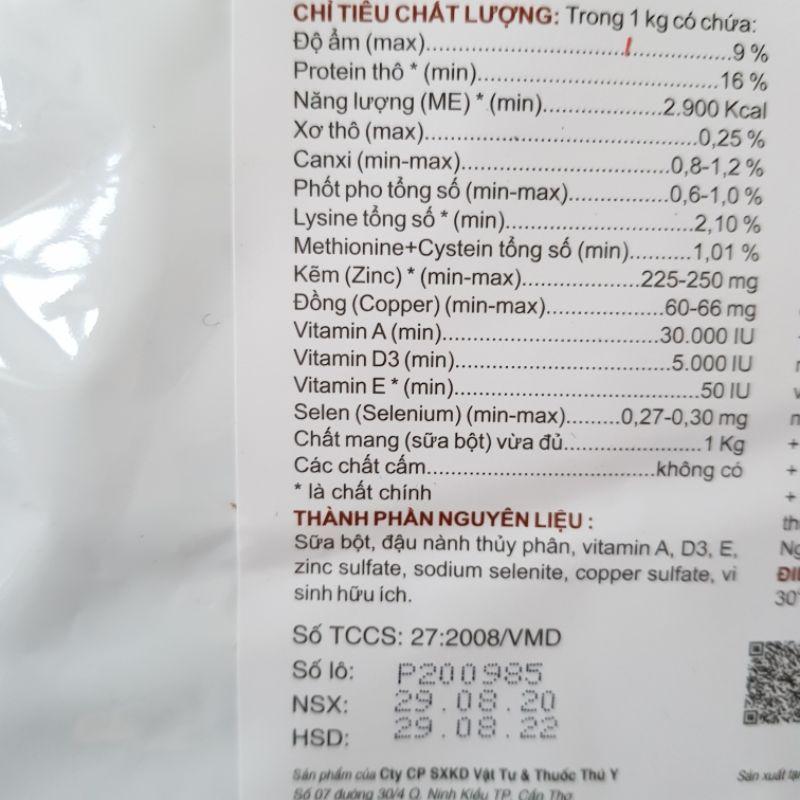 CHỈ TIÊU CHẤT LƯỢNG: Trong 1 kg có chứa:
Độ ẩm (max)..........................................9 %
Protein thô * (min)..................................16 %
Năng lượng (ME) * (min)..................2.900 Kcal
Xơ thô (max)........................................0,25 %
Canxi (min-max)...............................0,8-1,2 %
Phốt pho tổng số (min-max)...............0,6-1,0 %
Lysine tổng số * (min)...........................2,10 %
Methionine+Cystein tổng số (min)..........1,01 %
Kẽm (Zinc) * (min-max).................225-250 mg
Đồng (Copper) (min-max).................60-66 mg
Vitamin A (min)................................30.000 IU
Vitamin D3 (min)................................5.000 IU
Vitamin E * (min)....................................50 IU
Selen (Selenium) (min-max).........0,27-0,30 mg
Chất mang (sữa bột) vừa đủ.......................1 Kg
Các chất cấm.................................không có
* là chất chính
THÀNH PHẦN NGUYÊN LIỆU :
Sữa bột, đậu nành thủy phân, vitamin A, D3, E,
zinc sulfate, sodium selenite, copper sulfate, vi
sinh hữu ích.
Số TCCS: 27:2008/VMD
Số lô: P200985
NSX: 29.08.20
HSD: 29.08.22
Sản phẩm của Cty CP SXKD Vật Tư & Thuốc Thú Y
Số 07 đường 30/4 Q. Ninh Kiều TP. Cần Thơ
Sản xuất tạ
30°